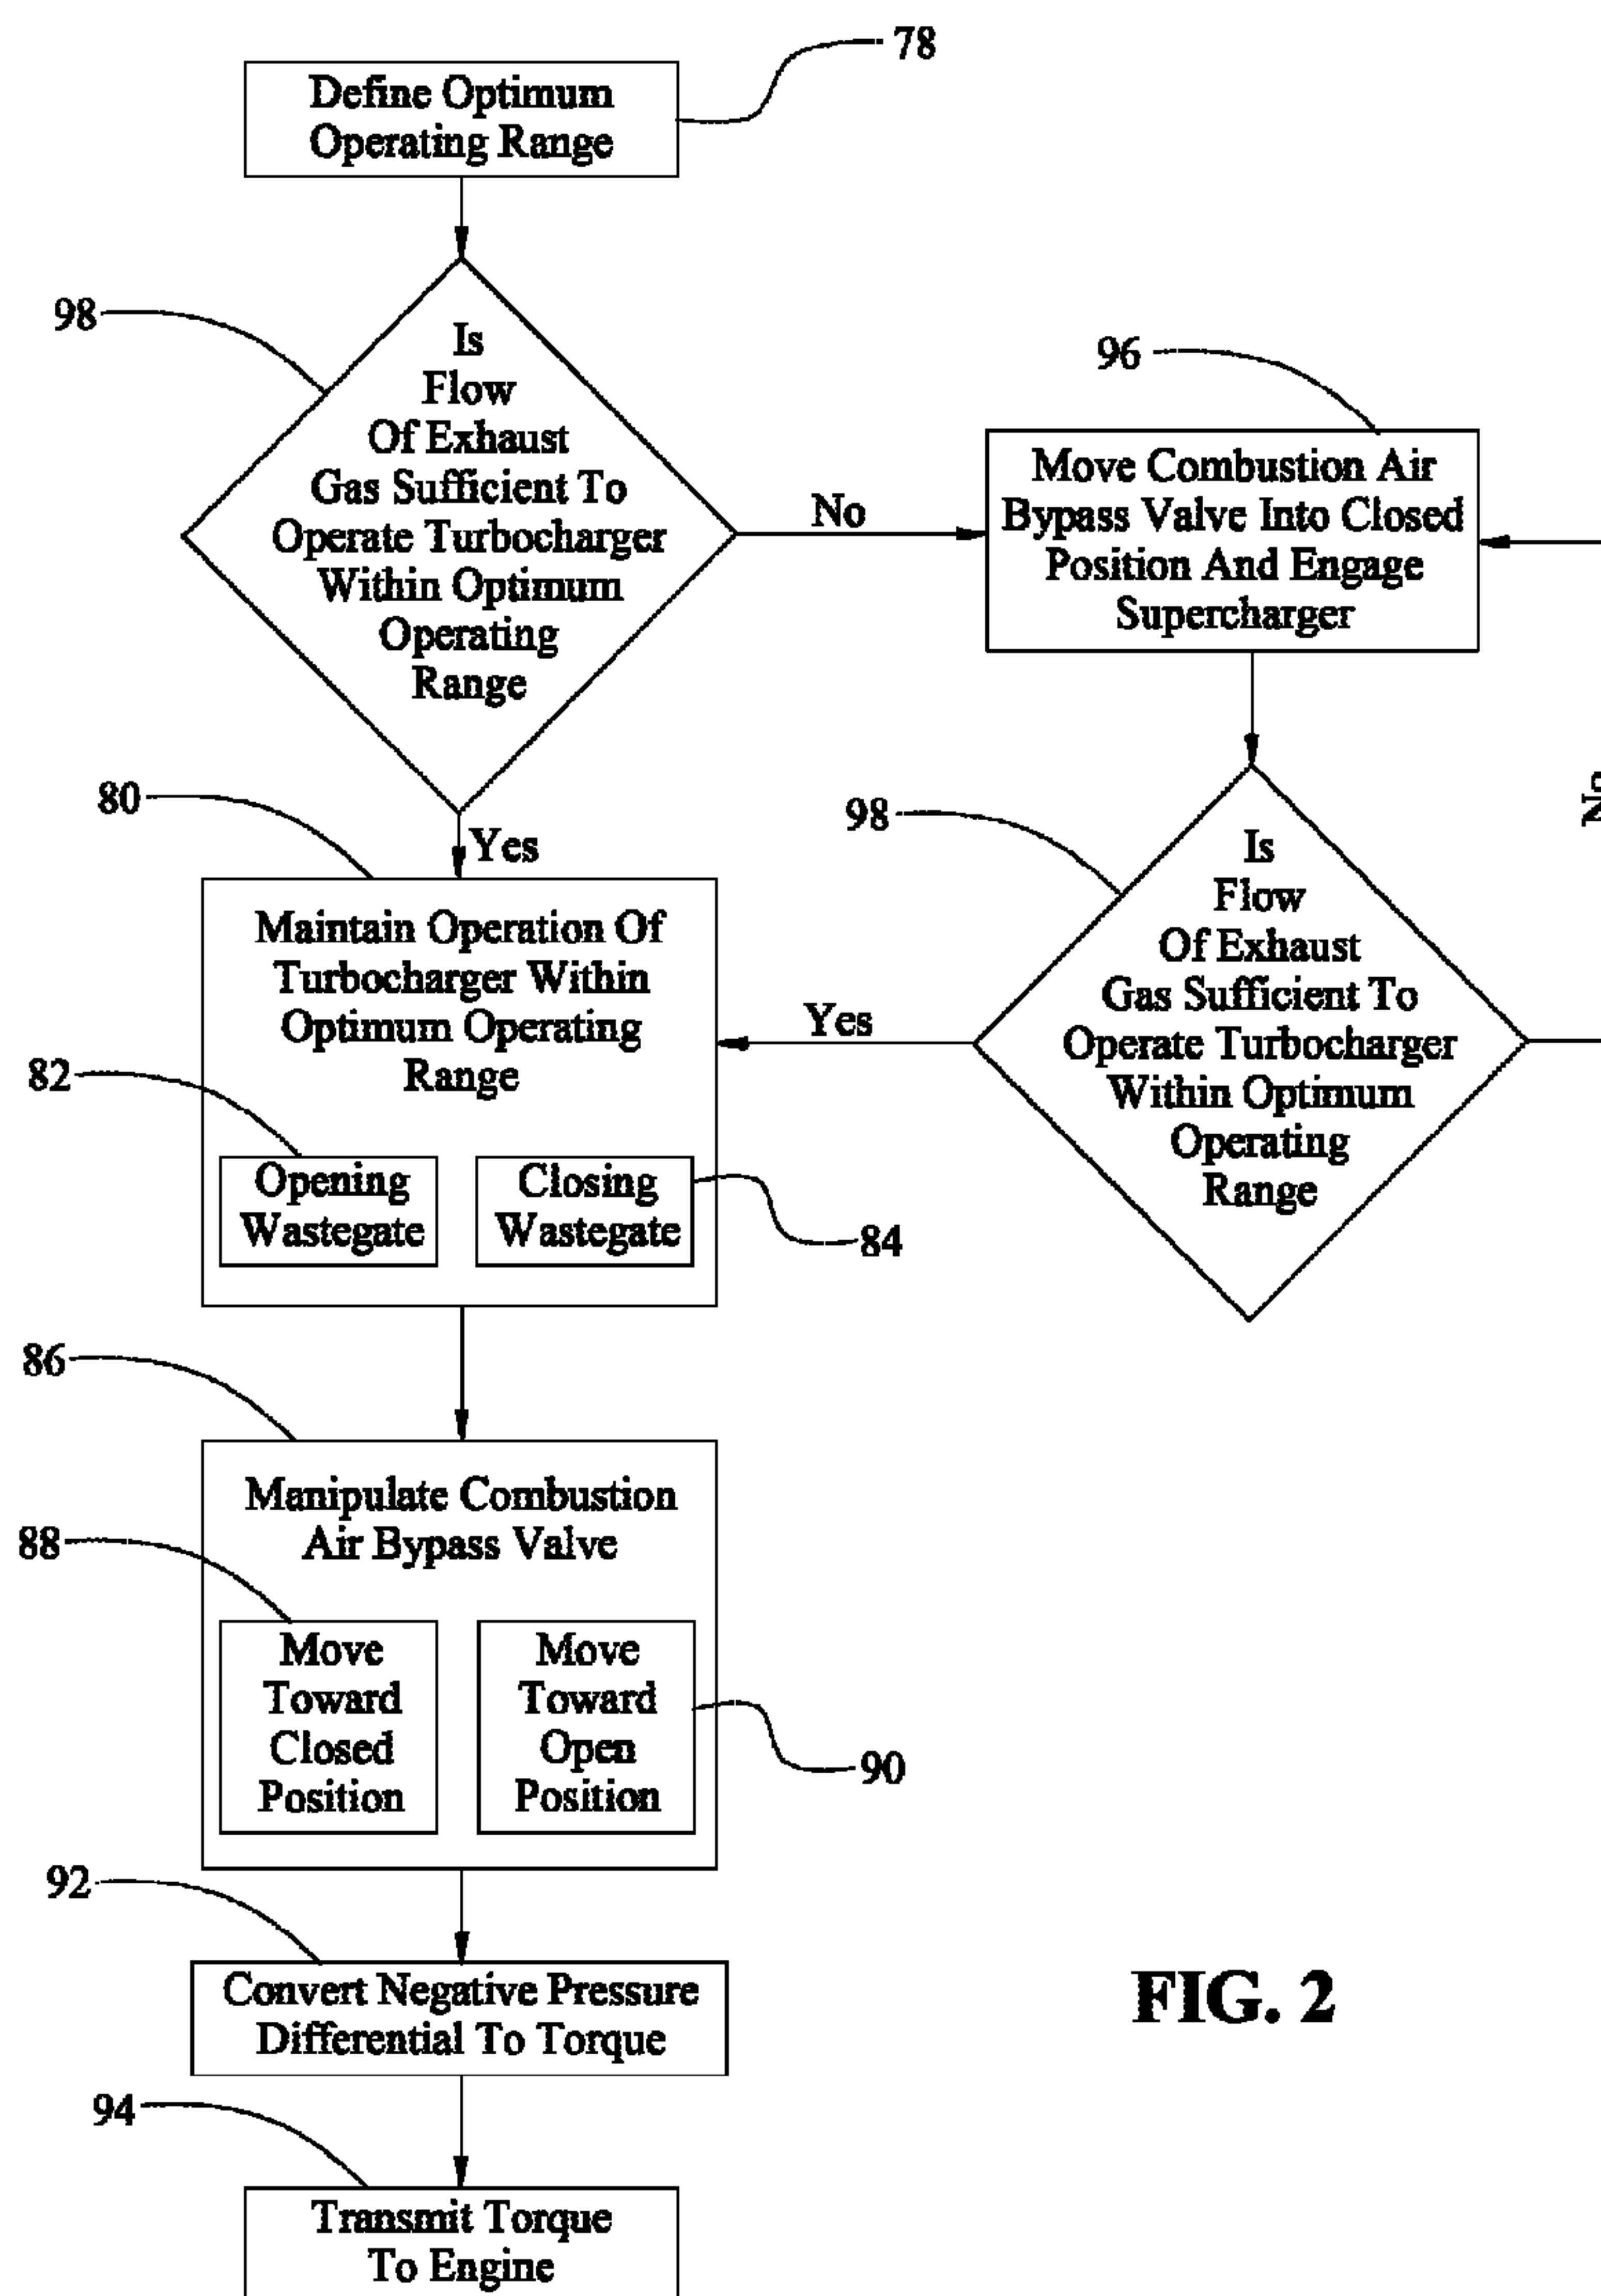 78
Define Optimum
Operating Range
98
Is
Flow
Of Exhaust
Gas Sufficient To
Operate Turbocharger
Within Optimum
Operating
Range
No
96
Move Combustion Air
Bypass Valve Into Closed
Position And Engage
Supercharger
Yes
80
Maintain Operation Of
Turbocharger Within
Optimum Operating
Range
82
Opening
Wastegate
Closing
Wastegate
84
Yes
98
Is
Flow
Of Exhaust
Gas Sufficient To
Operate Turbocharger
Within Optimum
Operating
Range
No
86
Manipulate Combustion
Air Bypass Valve
88
Move
Toward
Closed
Position
Move
Toward
Open
Position
90
92
Convert Negative Pressure
Differential To Torque
94
Transmit Torque
To Engine
FIG. 2